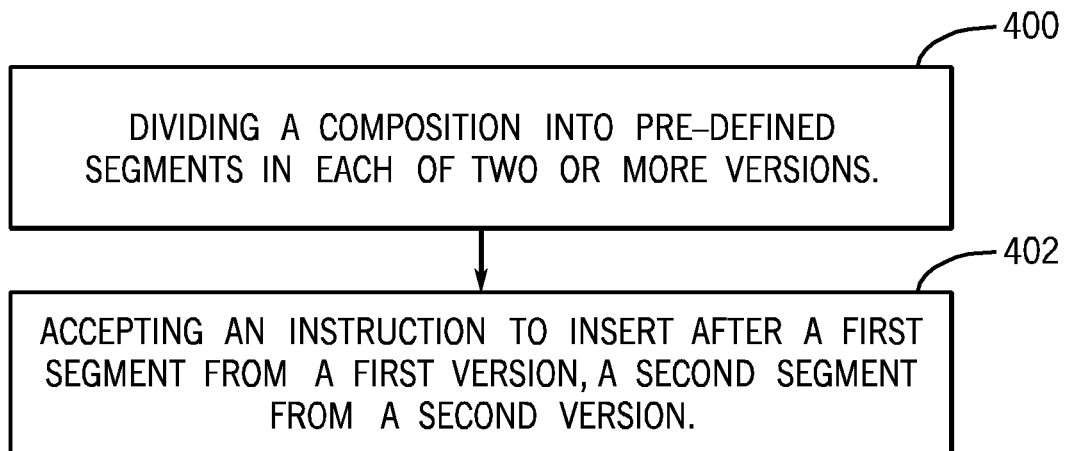 400
DIVIDING A COMPOSITION INTO PRE-DEFINED
SEGMENTS IN EACH OF TWO OR MORE VERSIONS.
402
ACCEPTING AN INSTRUCTION TO INSERT AFTER A FIRST
SEGMENT FROM A FIRST VERSION, A SECOND SEGMENT
FROM A SECOND VERSION.